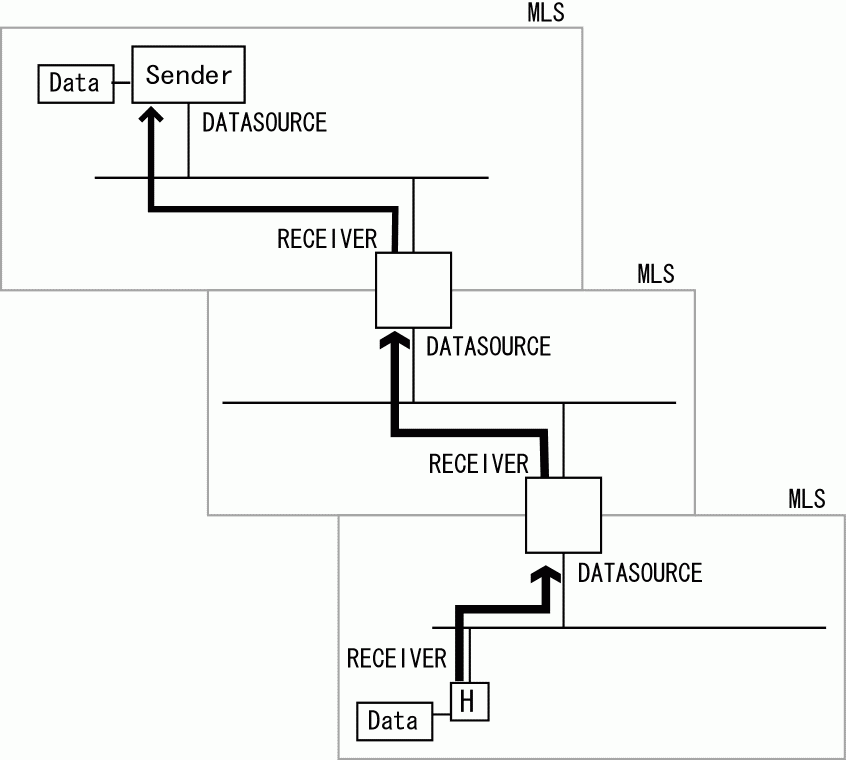 MLS
Data
Sender
DATASOURCE
RECEIVER
MLS
DATASOURCE
RECEIVER
MLS
DATASOURCE
RECEIVER
H
Data